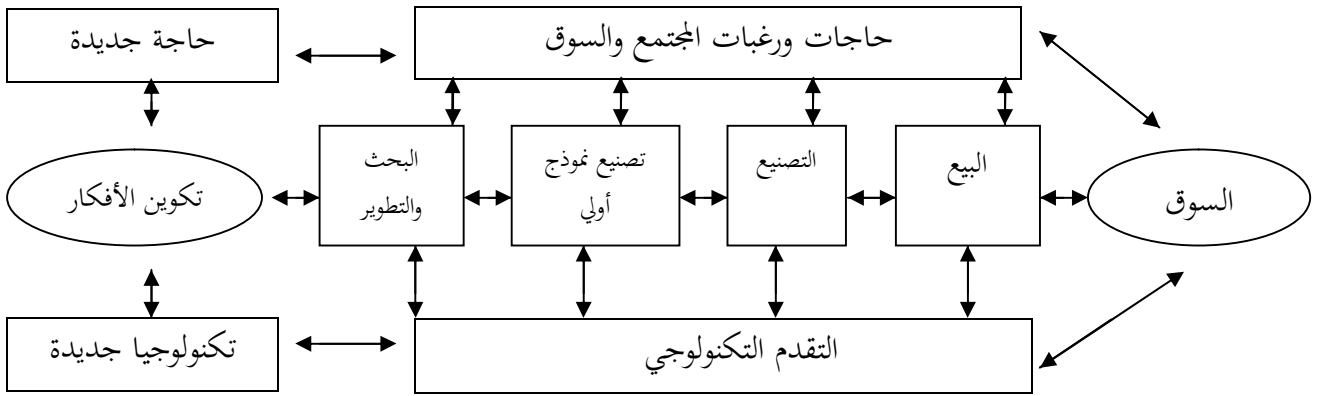 حاجات ورغبات المجتمع والسوق
حاجة جديدة
السوق
البيع
التصنيع
تصنيع نموذج
أولي
البحث
والتطوير
تكوين الأفكار
التقدم التكنولوجي
تكنولوجيا جديدة